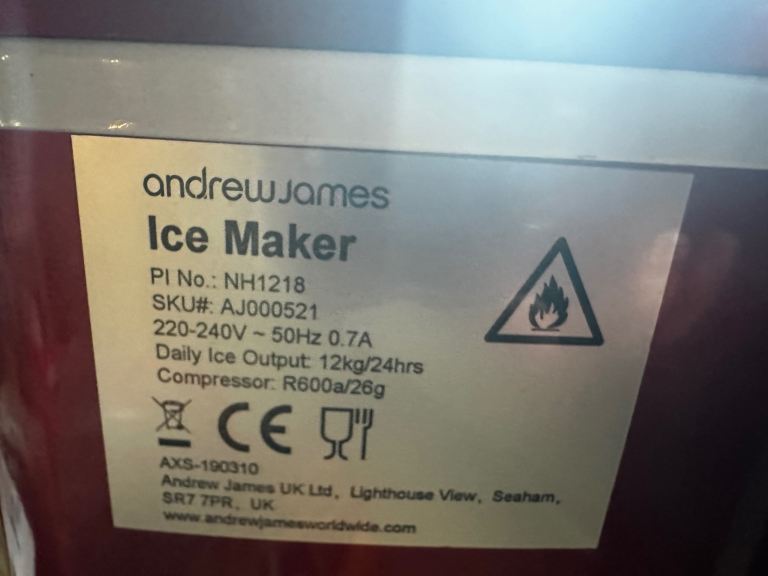 andrewjames
Ice Maker
PI No.: NH1218
SKU#: AJ000521
220-240V ~ 50Hz 0.7A
Daily Ice Output: 12kg/24hrs
Compressor: R600a/26g
CE
AXS-190310
Andrew James UK Ltd, Lighthouse View, Seaham,
SR7 7PR, UK
www.andrewjamesworldwide.com